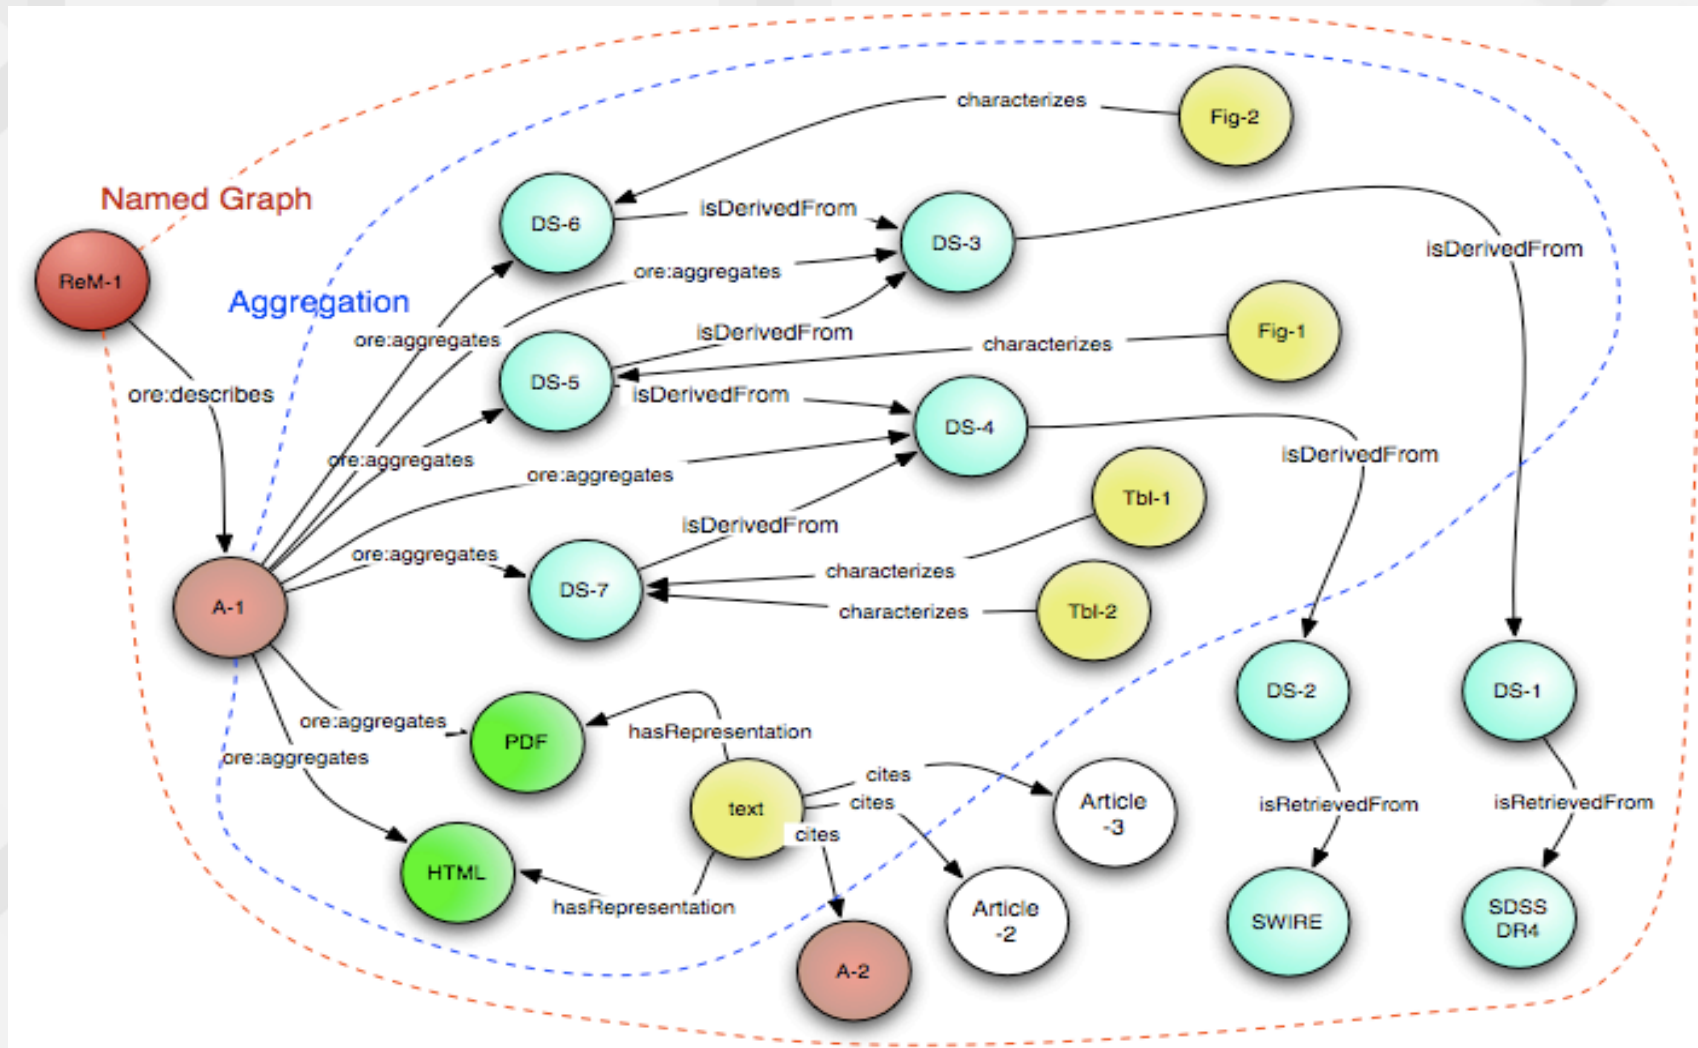 characterizes
Fig-2
Named Graph
DS-6
isDerivedFrom
DS-3
isDerivedFrom
ReM-1
ore:aggregates
Aggregation
ore:aggregates
isDerivedFrom
characterizes
Fig-1
ore:describes
DS-5
isDerivedFrom
DS-4
isDerivedFrom
ore:aggregates
ore:aggregates
Tbl-1
isDerivedFrom
ore:aggregates
characterizes
A-1
DS-7
characterizes
Tbl-2
DS-2
DS-1
ore:aggregates
PDF
hasRepresentation
ore:aggregates
text
cites
cites
cites
Article
-3
isRetrievedFrom
isRetrievedFrom
HTML
hasRepresentation
Article
-2
SWIRE
SDSS
DR4
A-2